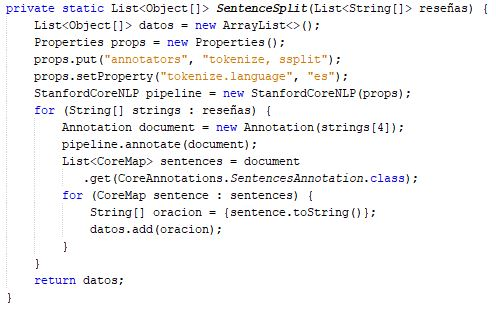 private static List<Object[]> SentenceSplit(List<String[]> reseñas) {
    List<Object[]> datos = new ArrayList<>();
    Properties props = new Properties();
    props.put("annotators", "tokenize, ssplit");
    props.setProperty("tokenize.language", "es");
    StanfordCoreNLP pipeline = new StanfordCoreNLP(props);
    for (String[] strings : reseñas) {
        Annotation document = new Annotation(strings[4]);
        pipeline.annotate(document);
        List<CoreMap> sentences = document
           .get(CoreAnnotations.SentencesAnnotation.class);
        for (CoreMap sentence : sentences) {
            String[] oracion = {sentence.toString()};
            datos.add(oracion);
        }
    }
    return datos;
}